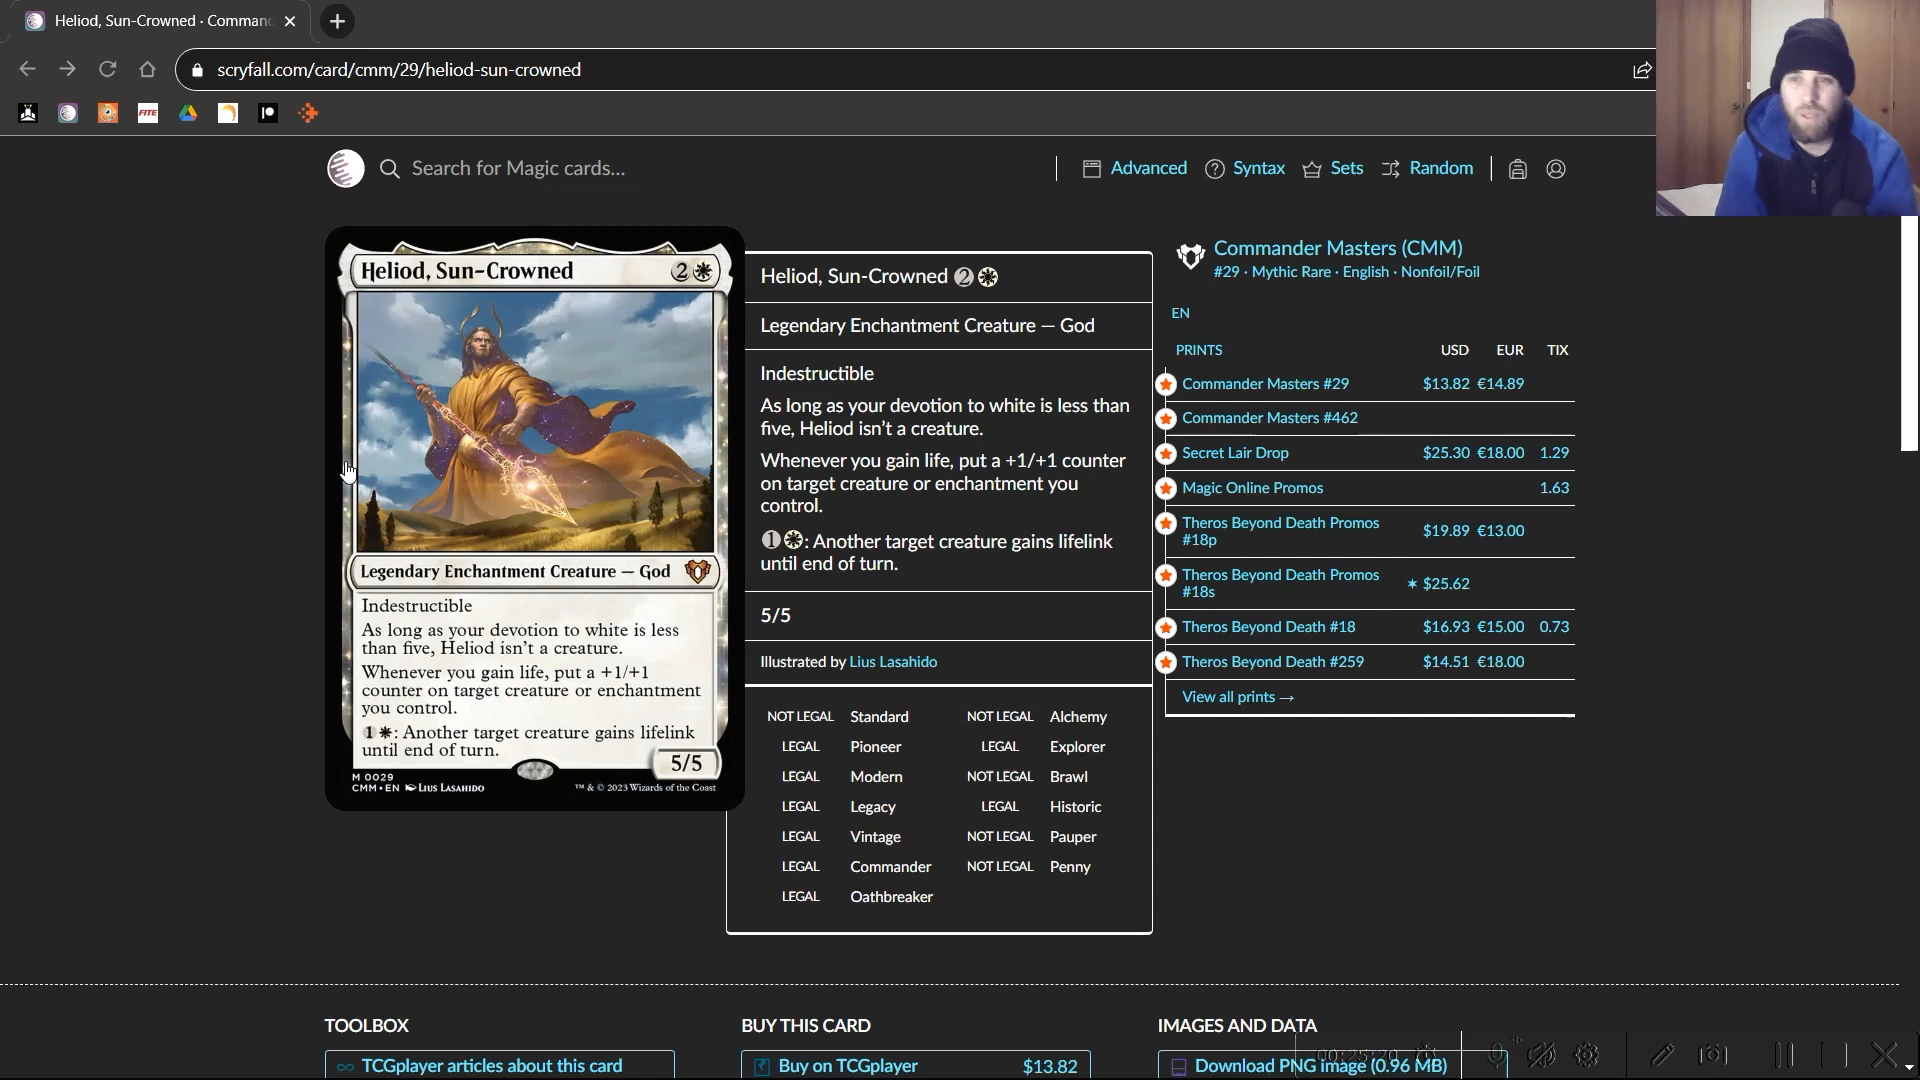 Heliod, Sun-Crowned · Comman
scryfall.com/card/cmm/29/heliod-sun-crowned
FITE
Search for Magic cards...
Advanced
Syntax
Sets
Random
Heliod, Sun-Crowned
2
Legendary Enchantment Creature — God
Indestructible
As long as your devotion to white is less
than five, Heliod isn't a creature.
Whenever you gain life, put a +1/+1
counter on target creature or enchantment
you control.
1 : Another target creature gains lifelink
until end of turn.
5/5
M 0029
CMM • EN Lius Lasahido
™ & © 2023 Wizards of the Coast
Heliod, Sun-Crowned 2
Legendary Enchantment Creature — God
Indestructible
As long as your devotion to white is less than
five, Heliod isn't a creature.
Whenever you gain life, put a +1/+1 counter
on target creature or enchantment you
control.
1 : Another target creature gains lifelink
until end of turn.
5/5
Illustrated by Lius Lasahido
NOT LEGAL Standard NOT LEGAL Alchemy
LEGAL Pioneer LEGAL Explorer
LEGAL Modern NOT LEGAL Brawl
LEGAL Legacy LEGAL Historic
LEGAL Vintage NOT LEGAL Pauper
LEGAL Commander NOT LEGAL Penny
LEGAL Oathbreaker
Commander Masters (CMM)
#29 · Mythic Rare · English · Nonfoil/Foil
EN
PRINTS USD EUR TIX
Commander Masters #29 $13.82 €14.89
Commander Masters #462
Secret Lair Drop $25.30 €18.00 1.29
Magic Online Promos 1.63
Theros Beyond Death Promos
#18p $19.89 €13.00
Theros Beyond Death Promos
#18s ✶ $25.62
Theros Beyond Death #18 $16.93 €15.00 0.73
Theros Beyond Death #259 $14.51 €18.00
View all prints →
TOOLBOX
TCGplayer articles about this card
BUY THIS CARD
Buy on TCGplayer $13.82
IMAGES AND DATA
Download PNG image (0.96 MB)